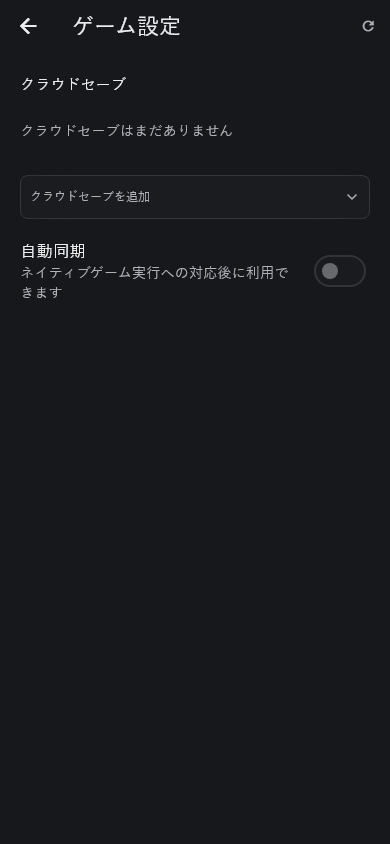 ゲーム設定
クラウドセーブ
クラウドセーブはまだありません
クラウドセーブを追加
自動同期
ネイティブゲーム実行への対応後に利用で
きます